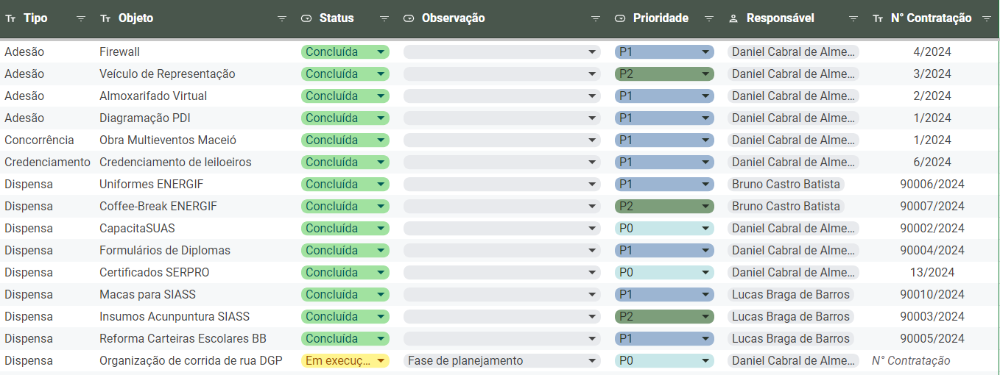 Tipo Objeto Status Observação Prioridade Responsável N° Contratação
Adesão Firewall Concluída P1 Daniel Cabral de Alme... 4/2024
Adesão Veículo de Representação Concluída P2 Daniel Cabral de Alme... 3/2024
Adesão Almoxarifado Virtual Concluída P1 Daniel Cabral de Alme... 2/2024
Adesão Diagramação PDI Concluída P1 Daniel Cabral de Alme... 1/2024
Concorrência Obra Multieventos Maceió Concluída P1 Daniel Cabral de Alme... 1/2024
Credenciamento Credenciamento de leiloeiros Concluída P1 Daniel Cabral de Alme... 6/2024
Dispensa Uniformes ENERGIF Concluída P1 Bruno Castro Batista 90006/2024
Dispensa Coffee-Break ENERGIF Concluída P2 Bruno Castro Batista 90007/2024
Dispensa CapacitaSUAS Concluída P0 Daniel Cabral de Alme... 90002/2024
Dispensa Formulários de Diplomas Concluída P1 Daniel Cabral de Alme... 90004/2024
Dispensa Certificados SERPRO Concluída P0 Daniel Cabral de Alme... 13/2024
Dispensa Macas para SIASS Concluída P1 Lucas Braga de Barros 90010/2024
Dispensa Insumos Acunpuntura SIASS Concluída P2 Lucas Braga de Barros 90003/2024
Dispensa Reforma Carteiras Escolares BB Concluída P1 Lucas Braga de Barros 90005/2024
Dispensa Organização de corrida de rua DGP Em execuç... Fase de planejamento P0 Daniel Cabral de Alme... N° Contratação